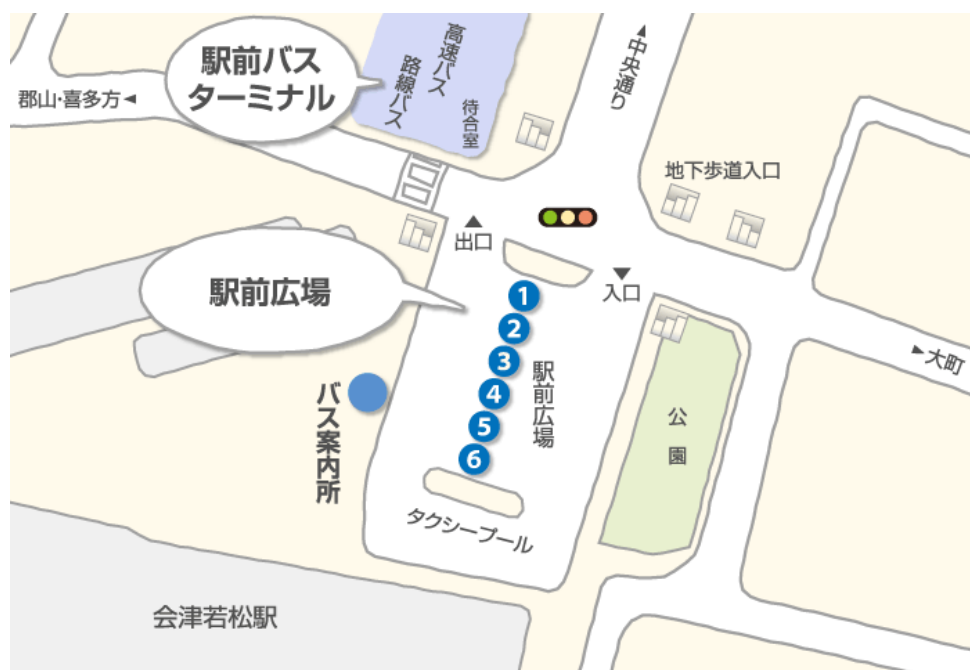 駅前バス
ターミナル
高速バス
路線バス
待合室
▲中央通り
郡山・喜多方◀
地下歩道入口
▲
出口
▼
入口
駅前広場
1
2
3
4
5
6
駅前広場
▶大町
バス案内所
公園
タクシープール
会津若松駅